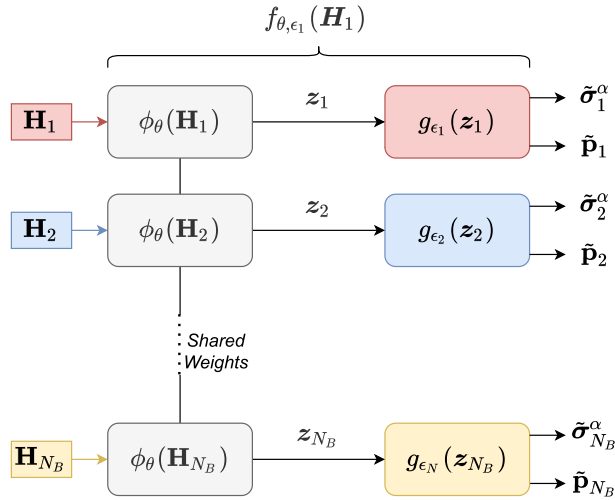 f_{θ,ϵ_1}(H_1)
H_1
ϕ_θ(H_1)
z_1
g_{ϵ_1}(z_1)
σ̃_1^α
p̃_1
H_2
ϕ_θ(H_2)
z_2
g_{ϵ_2}(z_2)
σ̃_2^α
p̃_2
Shared
Weights
H_{N_B}
ϕ_θ(H_{N_B})
z_{N_B}
g_{ϵ_N}(z_{N_B})
σ̃_{N_B}^α
p̃_{N_B}